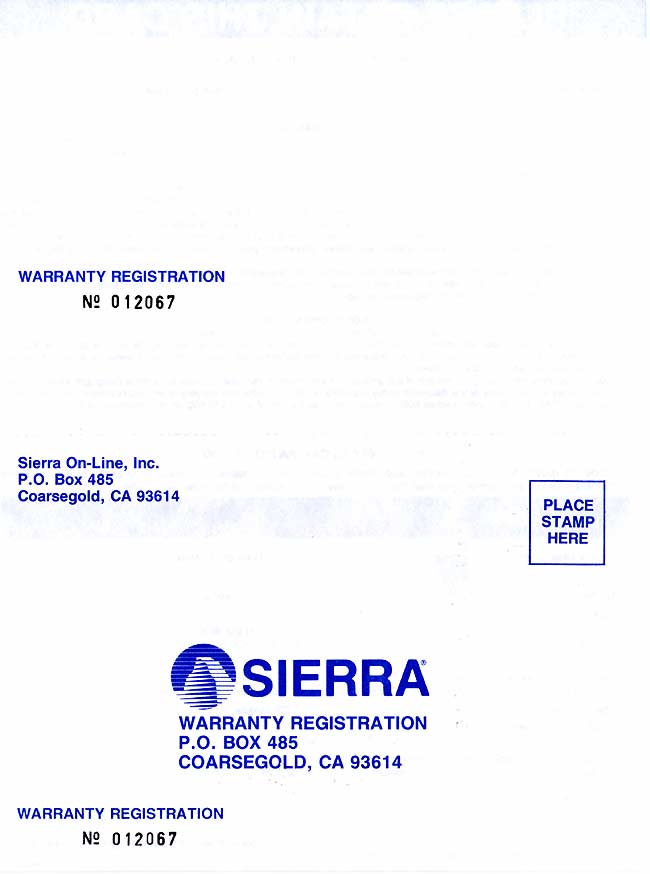 WARRANTY REGISTRATION
Nº 012067
Sierra On-Line, Inc.
P.O. Box 485
Coarsegold, CA 93614
PLACE
STAMP
HERE
SIERRA®
WARRANTY REGISTRATION
P.O. BOX 485
COARSEGOLD, CA 93614
WARRANTY REGISTRATION
Nº 012067